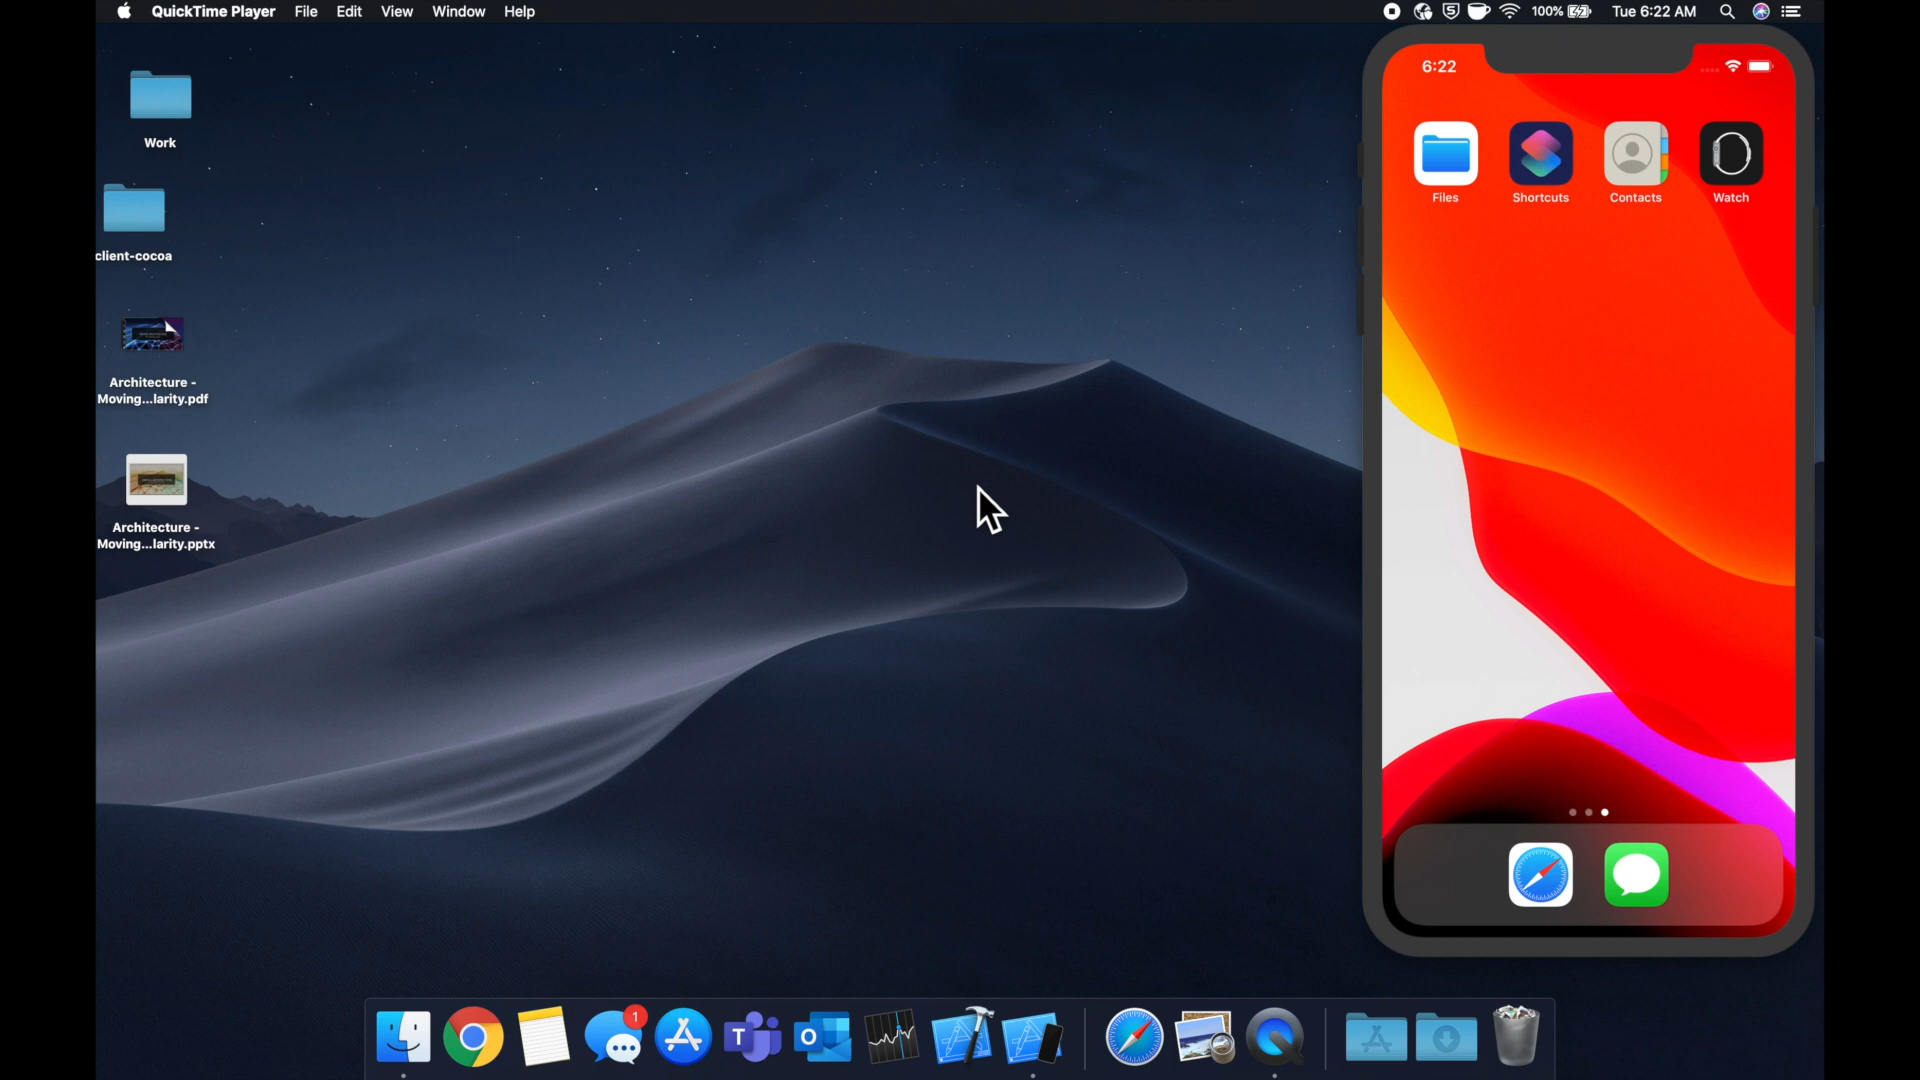 QuickTime Player File Edit View Window Help
100% Tue 6:22 AM
Work
client-cocoa
Architecture -
Moving...larity.pdf
Architecture -
Moving...larity.pptx
6:22
Files Shortcuts Contacts Watch
1